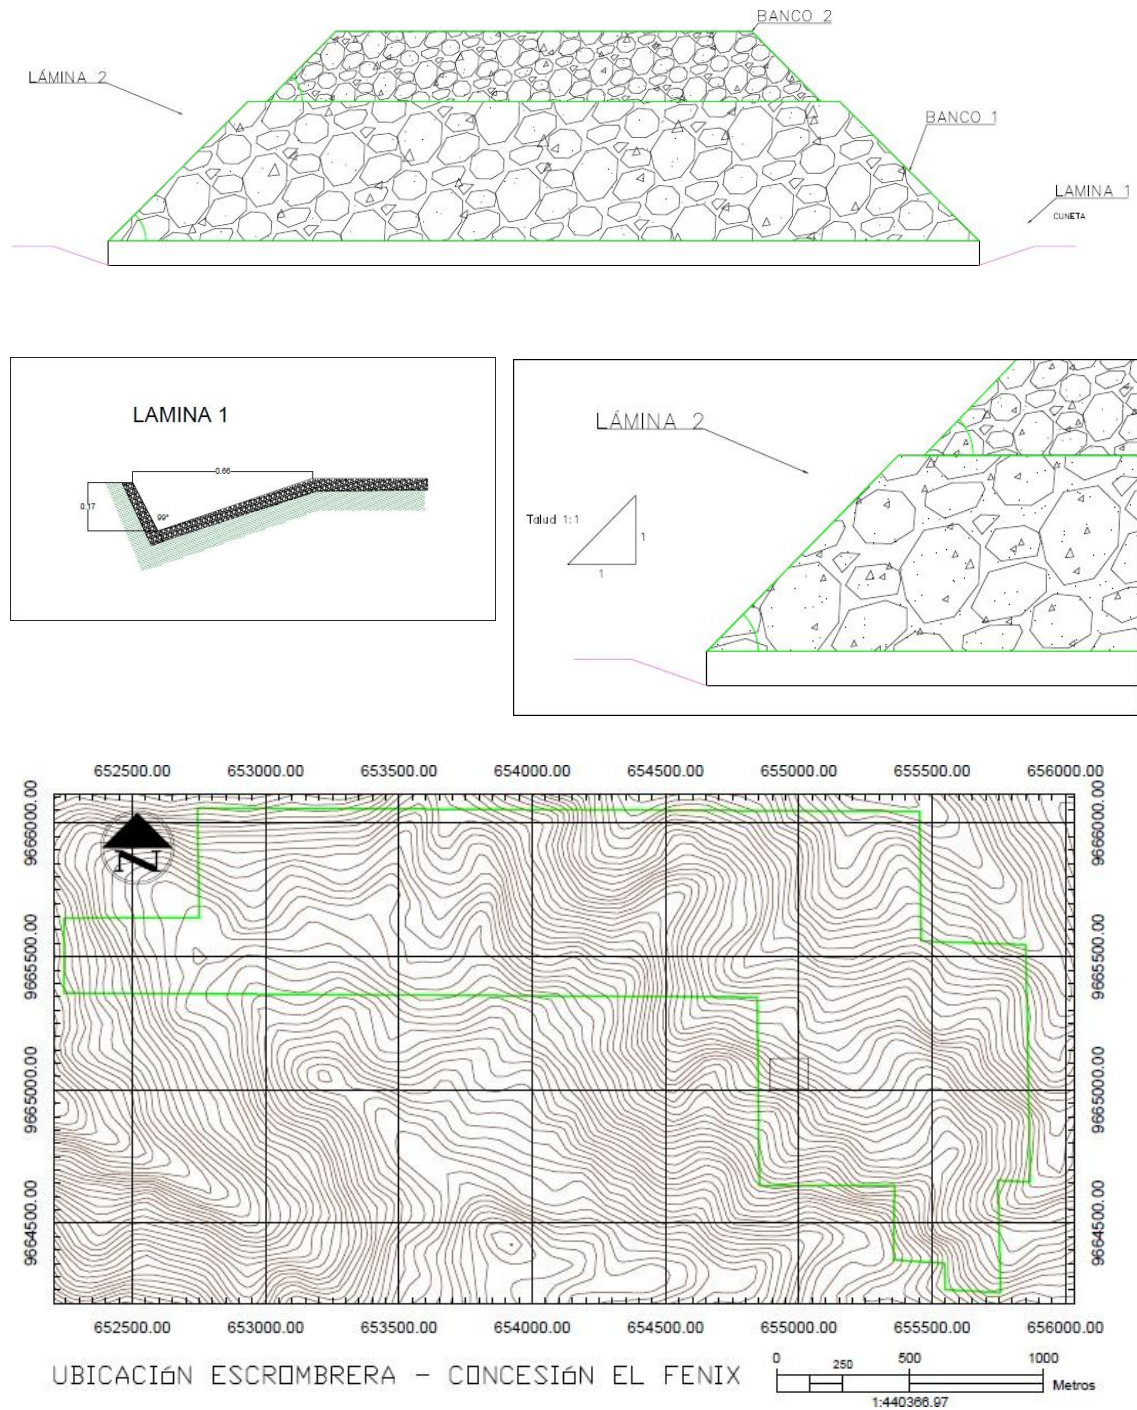 BANCO 2
LÁMINA 2
BANCO 1
LAMINA 1
CUNETA
LAMINA 1
0.66
0.17
99°
LÁMINA 2
Talud 1:1
1
1
652500.00 653000.00 653500.00 654000.00 654500.00 655000.00 655500.00 656000.00
9666000.00 9666000.00
N
9665500.00 9665500.00
9665000.00 9665000.00
9664500.00 9664500.00
652500.00 653000.00 653500.00 654000.00 654500.00 655000.00 655500.00 656000.00
UBICACIóN ESCROMBRERA - CONCESIóN EL FENIX
0 250 500 1000
Metros
1:440366.97